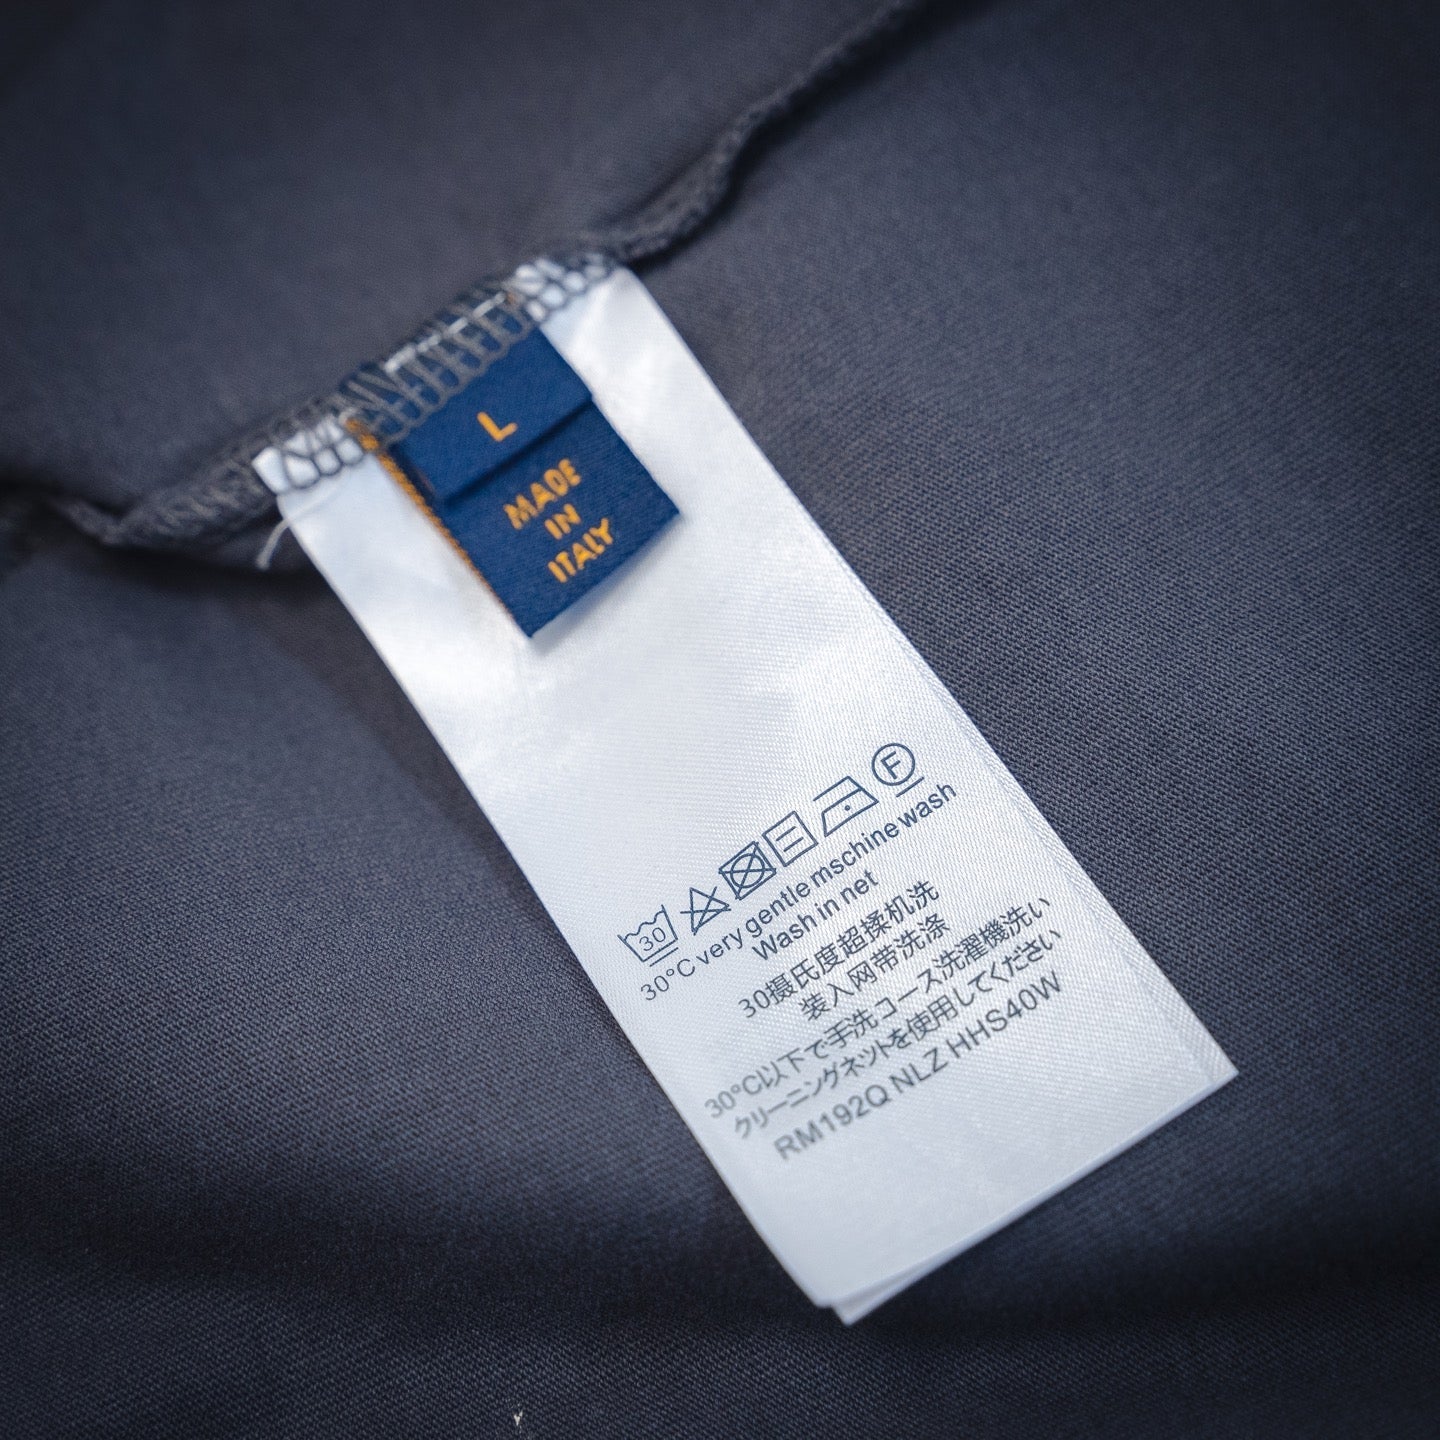 L
MADE
IN
ITALY
30 F
30°C very gentle mschine wash
Wash in net
30摄氏度超揉机洗
装入网带洗涤
30°C以下で手洗コース洗濯機洗い
クリーニングネットを使用してください
RM192Q NLZ HHS40W